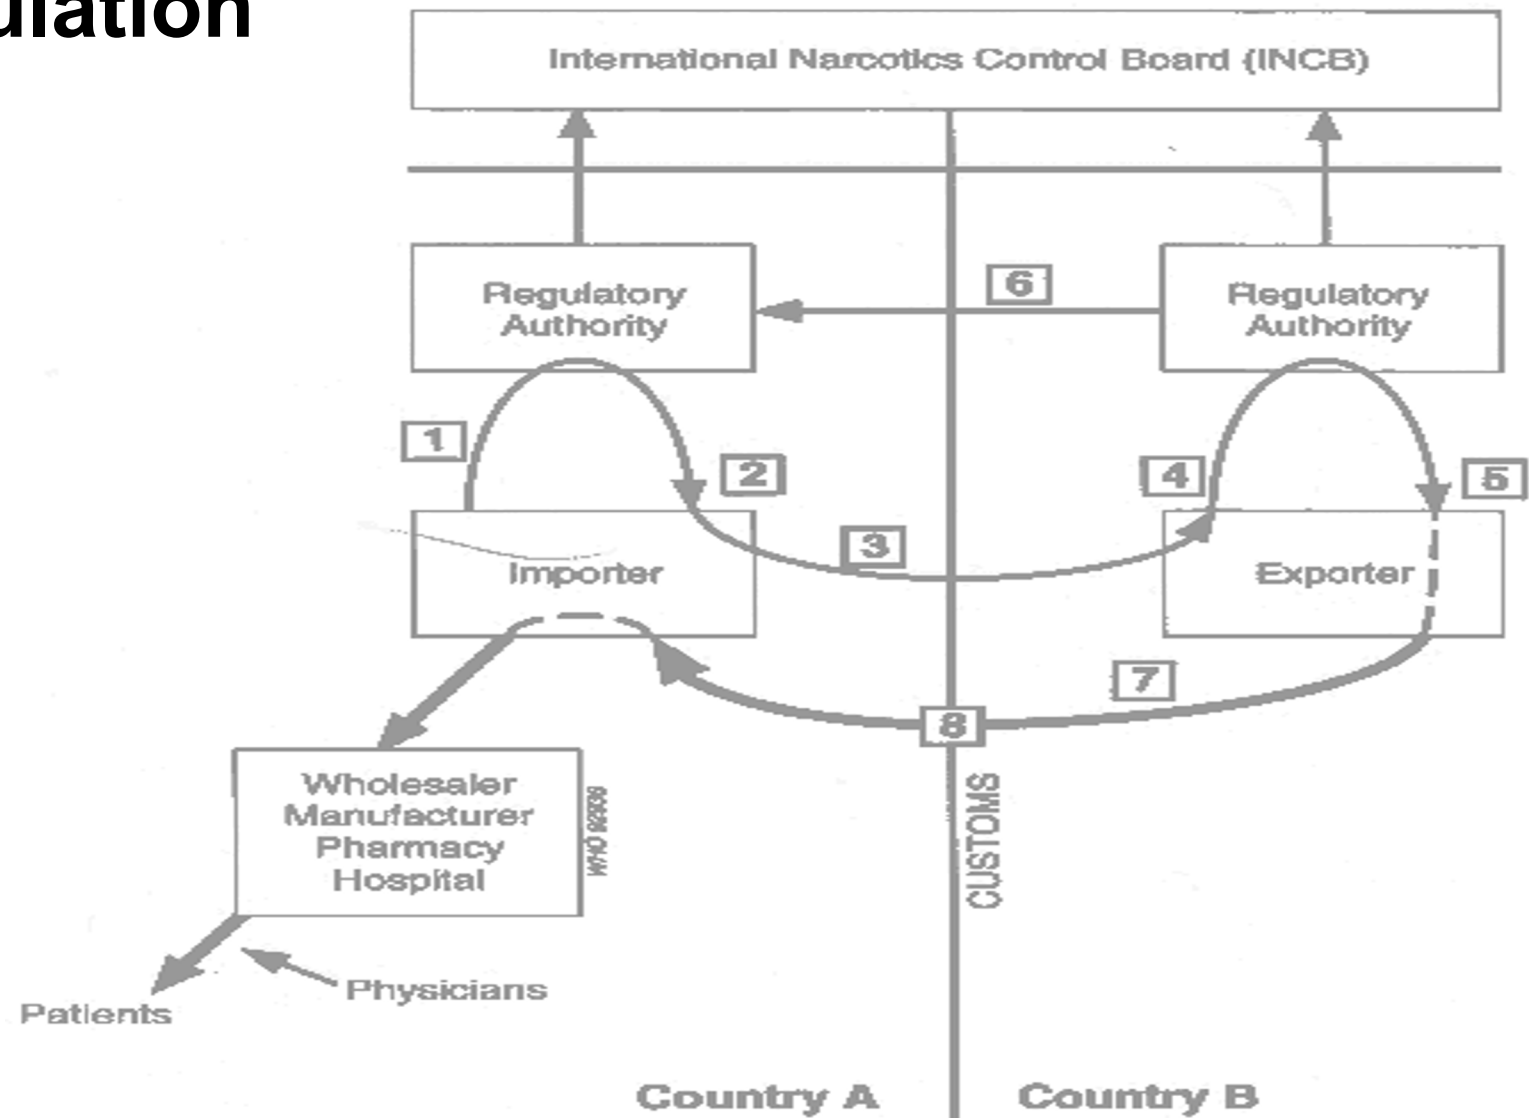 ulation
International Narcotics Control Board (INCB)
6
Regulatory
Authority
Regulatory
Authority
1
2
4
5
3
Importer
Exporter
7
8
Wholesaler
Manufacturer
Pharmacy
Hospital
CUSTOMS
Physicians
Patients
Country A
Country B